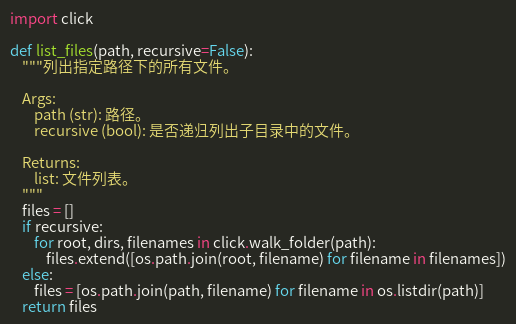 import click

def list_files(path, recursive=False):
    """列出指定路径下的所有文件。

    Args:
        path (str): 路径。
        recursive (bool): 是否递归列出子目录中的文件。

    Returns:
        list: 文件列表。
    """
    files = []
    if recursive:
        for root, dirs, filenames in click.walk_folder(path):
            files.extend([os.path.join(root, filename) for filename in filenames])
    else:
        files = [os.path.join(path, filename) for filename in os.listdir(path)]
    return files